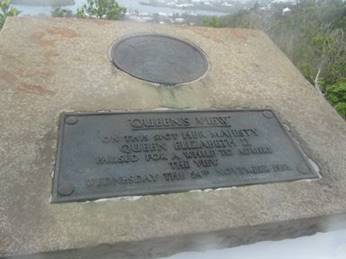 QUEEN'S VIEW
ON THIS SPOT HER MAJESTY
QUEEN ELIZABETH II
PAUSED FOR A WHILE TO ADMIRE
THE VIEW
WEDNESDAY THE NOVEMBER